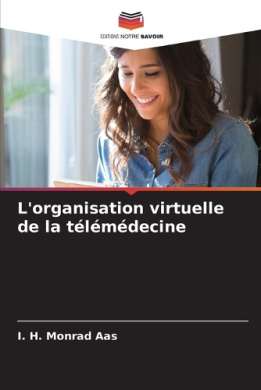 EDITIONS NOTRE SAVOIR
L'organisation virtuelle
de la télémédecine
I. H. Monrad Aas